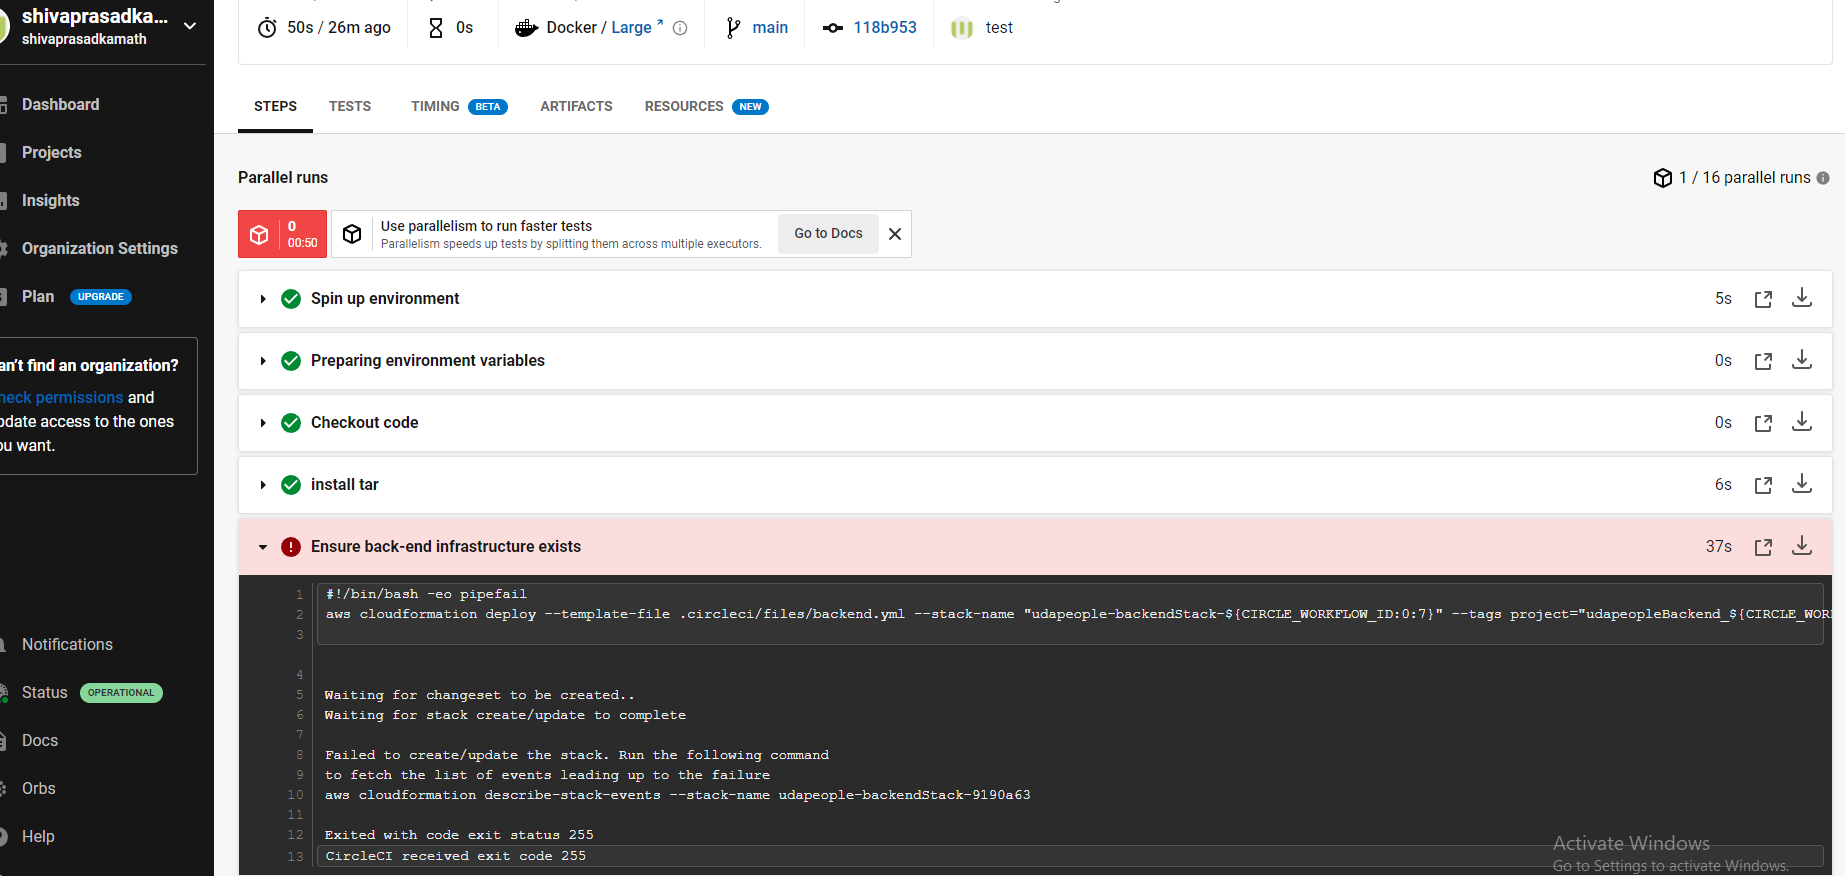 shivaprasadka...
shivaprasadkamath
50s / 26m ago
0s
Docker / Large
main
118b953
test
Dashboard
Projects
Insights
Organization Settings
Plan UPGRADE
an't find an organization?
heck permissions and
pdate access to the ones
ou want.
Notifications
Status OPERATIONAL
Docs
Orbs
Help
STEPS
TESTS
TIMING BETA
ARTIFACTS
RESOURCES NEW
Parallel runs
1 / 16 parallel runs
0
00:50
Use parallelism to run faster tests
Parallelism speeds up tests by splitting them across multiple executors.
Go to Docs
Spin up environment 5s
Preparing environment variables 0s
Checkout code 0s
install tar 6s
Ensure back-end infrastructure exists 37s
1 #!/bin/bash -eo pipefail
2 aws cloudformation deploy --template-file .circleci/files/backend.yml --stack-name "udapeople-backendStack-${CIRCLE_WORKFLOW_ID:0:7}" --tags project="udapeopleBackend_${CIRCLE_WOR
3
4
5 Waiting for changeset to be created..
6 Waiting for stack create/update to complete
7
8 Failed to create/update the stack. Run the following command
9 to fetch the list of events leading up to the failure
10 aws cloudformation describe-stack-events --stack-name udapeople-backendStack-9190a63
11
12 Exited with code exit status 255
13 CircleCI received exit code 255
Activate Windows
Go to Settings to activate Windows.